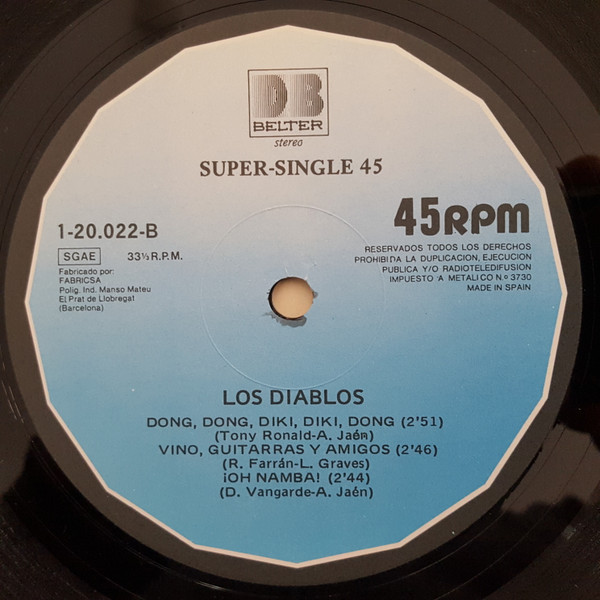 DB
BELTER
stereo
SUPER-SINGLE 45
1-20.022-B
SGAE 33⅓ R.P.M.
Fabricado por:
FABRICSA
Polig. Ind. Manso Mateu
El Prat de Llobregat
(Barcelona)
45RPM
RESERVADOS TODOS LOS DERECHOS
PROHIBIDA LA DUPLICACION, EJECUCION
PUBLICA Y/O RADIOTELEDIFUSION
IMPUESTO A METALICO N.º 3730
MADE IN SPAIN
LOS DIABLOS
DONG, DONG, DIKI, DIKI, DONG (2'51)
(Tony Ronald-A. Jaén)
VINO, GUITARRAS Y AMIGOS (2'46)
(R. Farrán-L. Graves)
¡OH NAMBA! (2'44)
(D. Vangarde-A. Jaén)